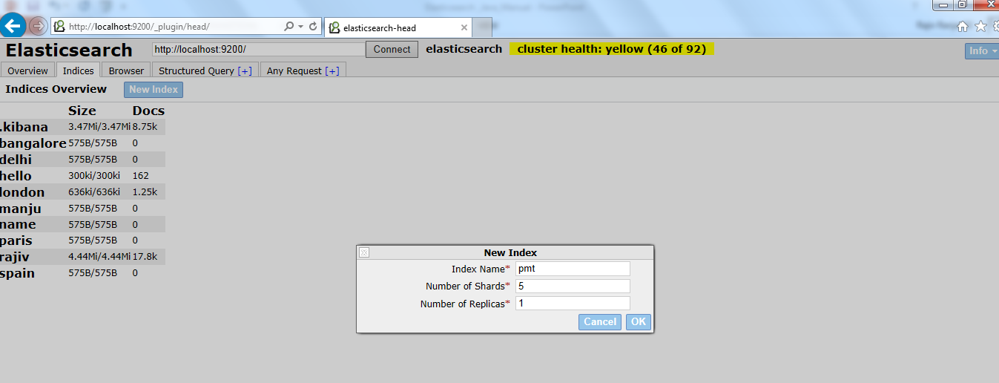 http://localhost:9200/_plugin/head/
elasticsearch-head
Elasticsearch
http://localhost:9200/
Connect
elasticsearch
cluster health: yellow (46 of 92)
Info
Overview
Indices
Browser
Structured Query [+]
Any Request [+]
Indices Overview
New Index
Size Docs
.kibana 3.47Mi/3.47Mi 8.75k
bangalore 575B/575B 0
delhi 575B/575B 0
hello 300ki/300ki 162
london 636ki/636ki 1.25k
manju 575B/575B 0
name 575B/575B 0
paris 575B/575B 0
rajiv 4.44Mi/4.44Mi 17.8k
spain 575B/575B 0
New Index
Index Name* pmt
Number of Shards* 5
Number of Replicas* 1
Cancel OK